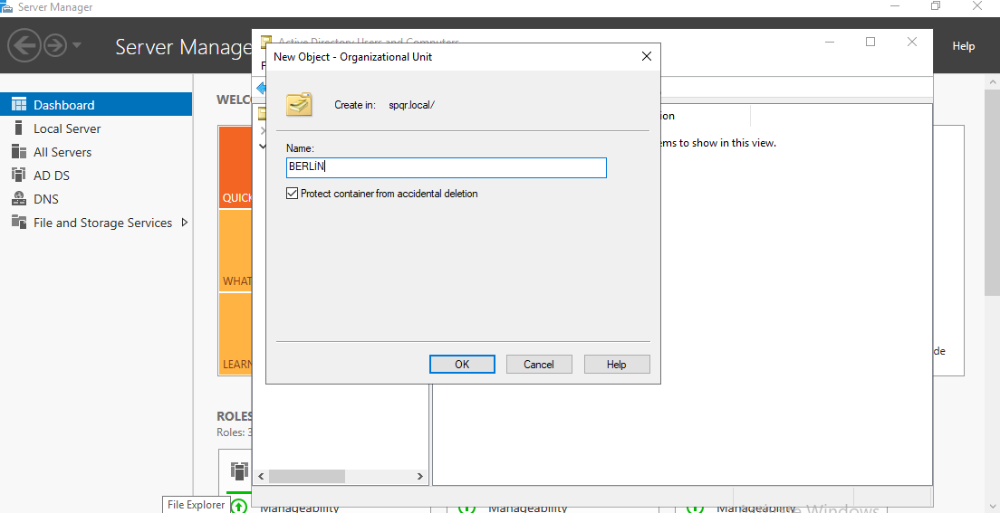 Server Manager
Server Manage
Help
Active Directory Users and Computers
F
New Object - Organizational Unit
Create in: spqr.local/
Name:
BERLİN
Protect container from accidental deletion
OK
Cancel
Help
Dashboard
Local Server
All Servers
AD DS
DNS
File and Storage Services
WELC
QUICK
WHAT
LEARN
ion
ems to show in this view.
de
ROLES
Roles: 3
File Explorer
Manageability
Manageability
Manageability
Activate Windows